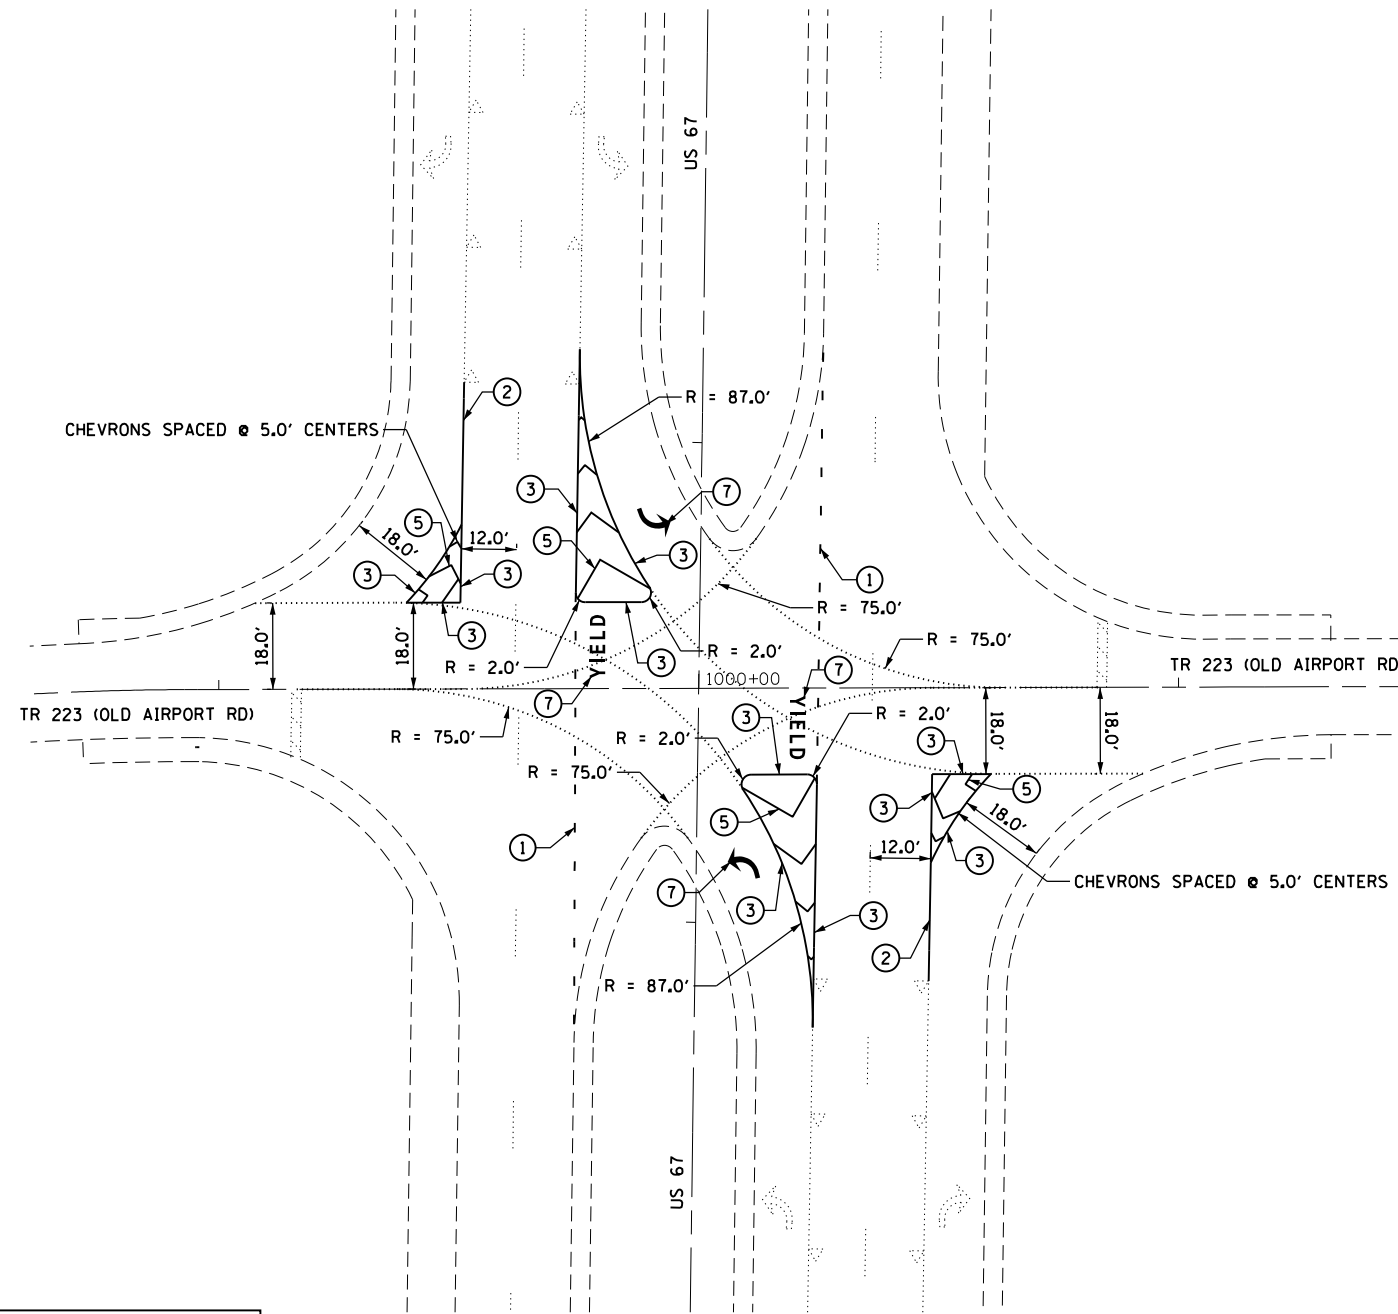 US 67
2
R = 87.0'
CHEVRONS SPACED @ 5.0' CENTERS
3
7
5
18.0'
12.0'
5
3
3
3
1
R = 75.0'
18.0'
18.0'
3
YIELD
R = 2.0'
3
R = 2.0'
R = 75.0'
TR 223 (OLD AIRPORT RD
1000+00
7
7
TR 223 (OLD AIRPORT RD)
R = 75.0'
3
YIELD
R = 2.0'
R = 2.0'
3
18.0'
18.0'
R = 75.0'
5
3
5
18.0'
1
12.0'
3
CHEVRONS SPACED @ 5.0' CENTERS
7
3
3
2
R = 87.0'
US 67